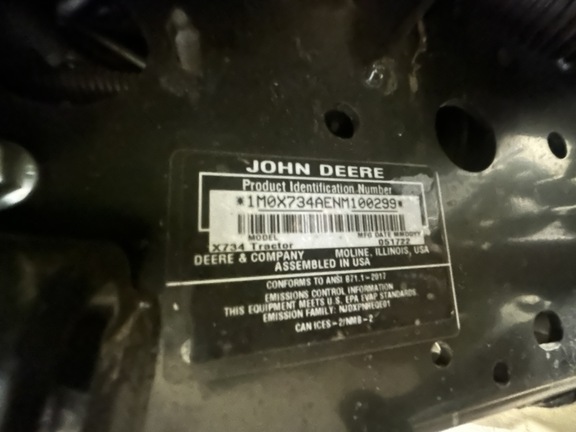 JOHN DEERE
Product Identification Number
*1M0X734AENM100299*
MODEL MFG DATE MMDDYY
X734 Tractor 051722
DEERE & COMPANY MOLINE, ILLINOIS, USA
ASSEMBLED IN USA
CONFORMS TO ANSI B71.1-2017
EMISSIONS CONTROL INFORMATION
THIS EQUIPMENT MEETS U.S. EPA EVAP STANDARDS.
EMISSION FAMILY:
CAN ICES-2/NMB-2